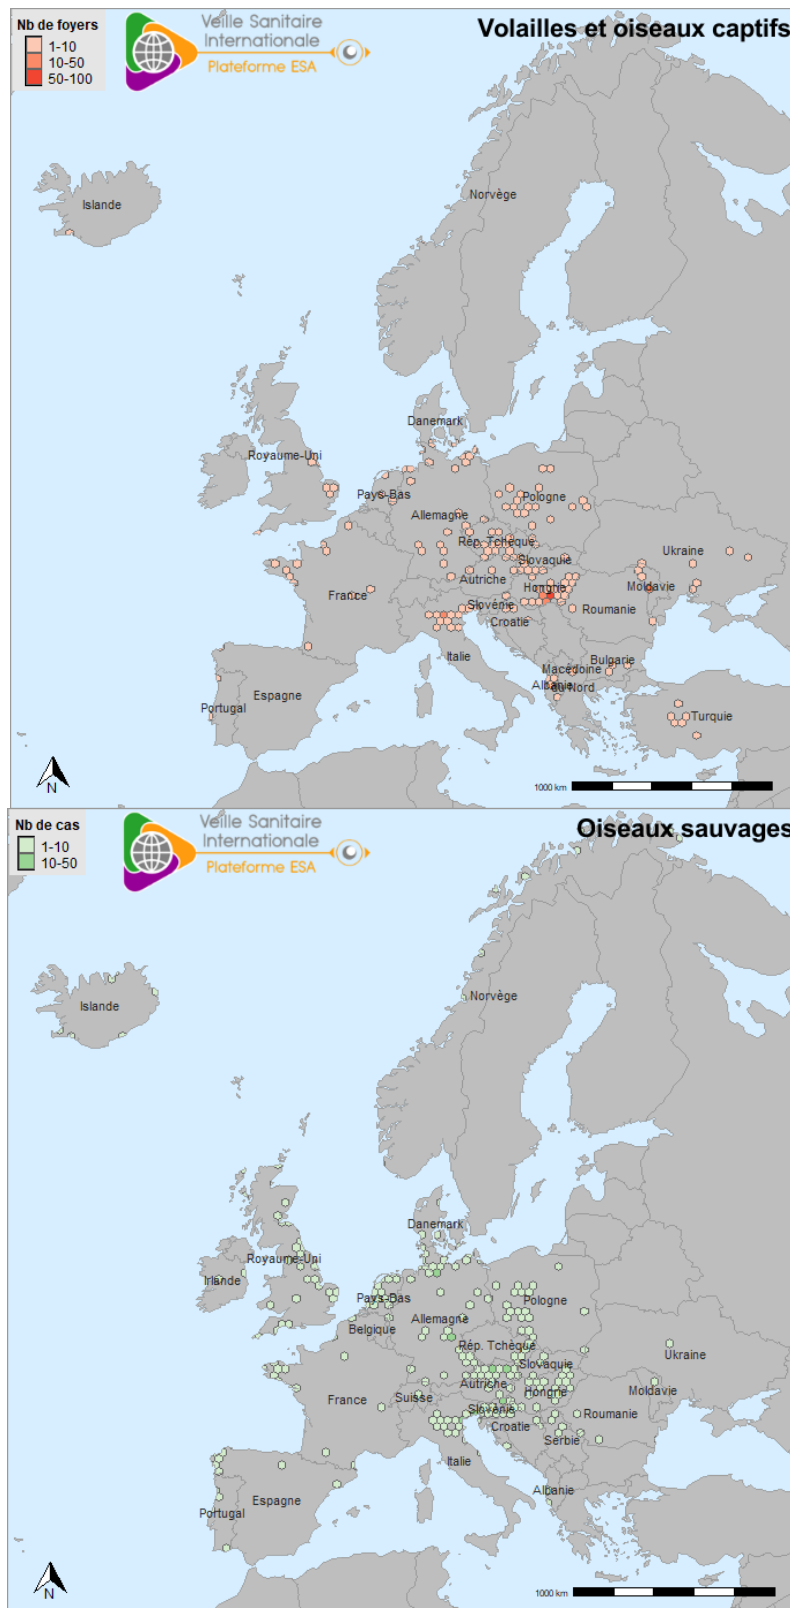 Nb de foyers
1-10
10-50
50-100
Veille Sanitaire
Internationale
Plateforme ESA
Volailles et oiseaux captifs
Islande
Norvège
Danemark
Royaume-Uni
Pays-Bas
Pologne
Allemagne
Rép. Tchèque
Slovaquie
Ukraine
Autriche
Hongrie
Moldavie
France
Slovénie
Roumanie
Croatie
Italie
Bulgarie
Macédoine
du Nord
Albanie
Portugal
Espagne
Turquie
N
1000 km
Nb de cas
1-10
10-50
Veille Sanitaire
Internationale
Plateforme ESA
Oiseaux sauvages
Islande
Norvège
Danemark
Royaume-Uni
Irlande
Pays-Bas
Pologne
Allemagne
Belgique
Rép. Tchèque
Ukraine
Slovaquie
Autriche
Hongrie
Moldavie
France
Suisse
Slovénie
Roumanie
Croatie
Serbie
Italie
Albanie
Espagne
Portugal
N
1000 km